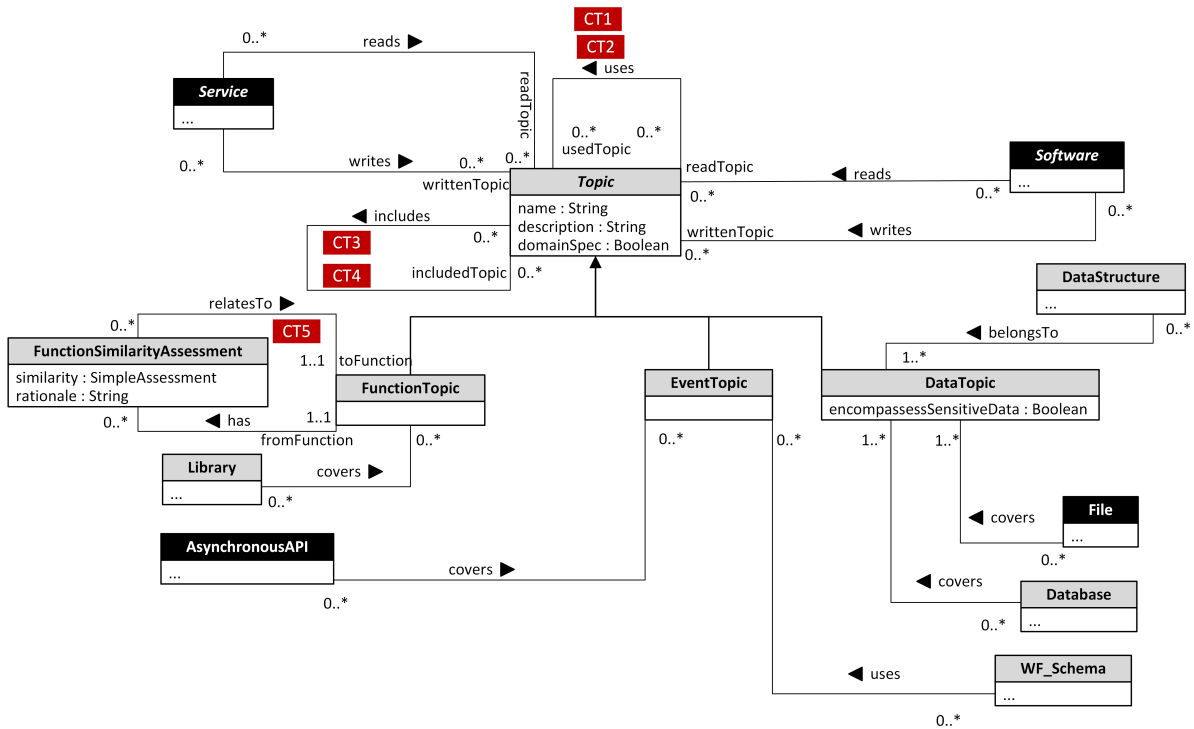 CT1
0..*
reads
CT2
uses
readTopic
Service
...
0..*
0..*
usedTopic
0..*
writes
0..*
0..*
writtenTopic
Topic
name : String
description : String
domainSpec : Boolean
readTopic
0..*
reads
0..*
Software
...
0..*
writtenTopic
writes
0..*
includes
0..*
CT3
CT4
includedTopic
0..*
DataStructure
...
0..*
belongsTo
1..*
relatesTo
0..*
CT5
FunctionSimilarityAssessment
similarity : SimpleAssessment
rationale : String
1..1
toFunction
0..*
has
1..1
fromFunction
FunctionTopic
0..*
EventTopic
0..*
0..*
DataTopic
encompassessSensitiveData : Boolean
1..*
1..*
Library
...
covers
0..*
File
...
covers
0..*
AsynchronousAPI
...
covers
0..*
Database
...
covers
0..*
WF_Schema
...
uses
0..*